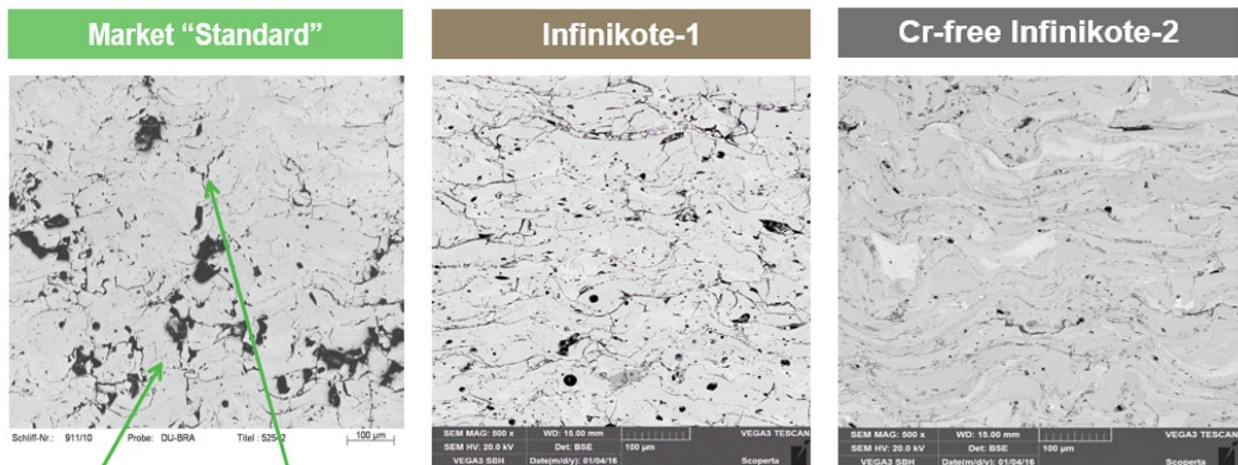 Market “Standard”
Infinikote-1
Cr-free Infinikote-2
Schliff-Nr.: 911/10 Probe: DU-BRA Titel : 52542 100 µm
SEM MAG: 500 x WD: 15.00 mm VEGA3 TESCAN
SEM HV: 20.0 kV Det: BSE 100 µm
VEGA3 SBH Date(m/d/y): 01/04/16 Scoperta
SEM MAG: 500 x WD: 15.00 mm VEGA3 TESCAN
SEM HV: 20.0 kV Det: BSE 100 µm
VEGA3 SBH Date(m/d/y): 01/04/16 Scoperta